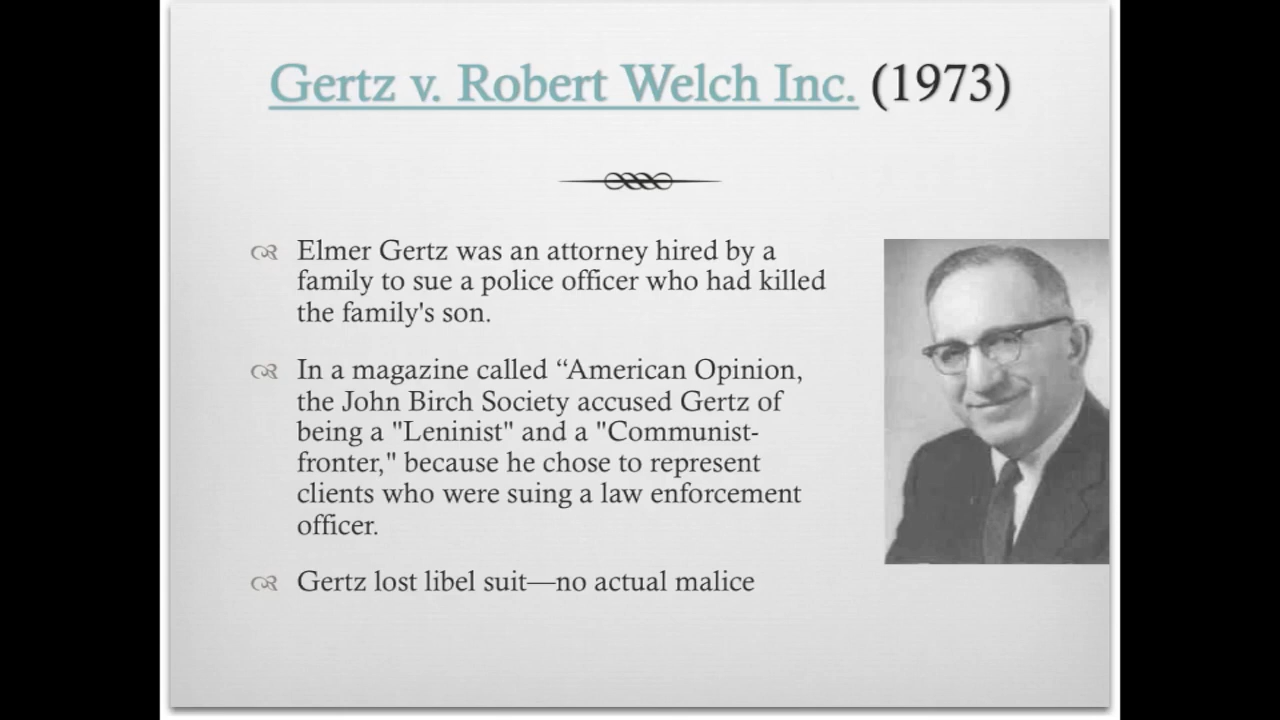 Gertz v. Robert Welch Inc. (1973)
Elmer Gertz was an attorney hired by a
family to sue a police officer who had killed
the family's son.
In a magazine called “American Opinion,
the John Birch Society accused Gertz of
being a "Leninist" and a "Communist-
fronter," because he chose to represent
clients who were suing a law enforcement
officer.
Gertz lost libel suit—no actual malice